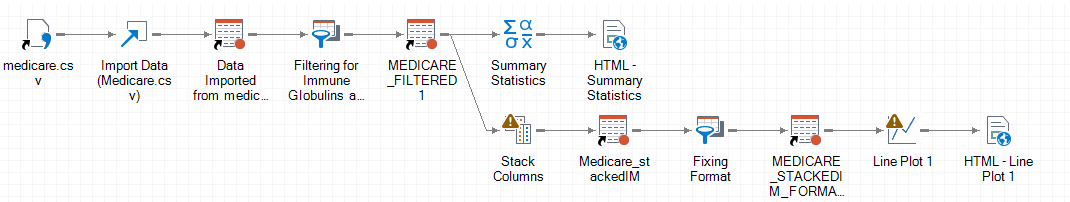 medicare.cs
v
Import Data
(Medicare.cs
v)
Data
Imported
from medic...
Filtering for
Immune
Globulins a...
MEDICARE
_FILTERED
1
Summary
Statistics
HTML -
Summary
Statistics
Stack
Columns
Medicare_st
ackedIM
Fixing
Format
MEDICARE
_STACKEDI
M_FORMA...
Line Plot 1
HTML - Line
Plot 1